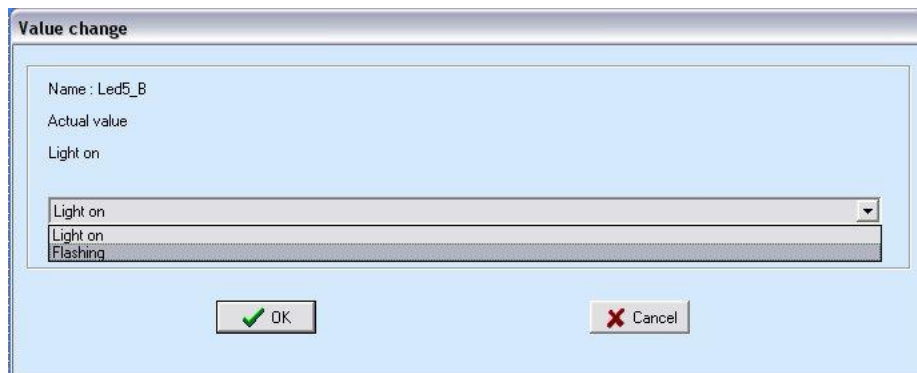 Value change
Name : Led5_B
Actual value
Light on
Light on
Light on
Flashing
OK
Cancel